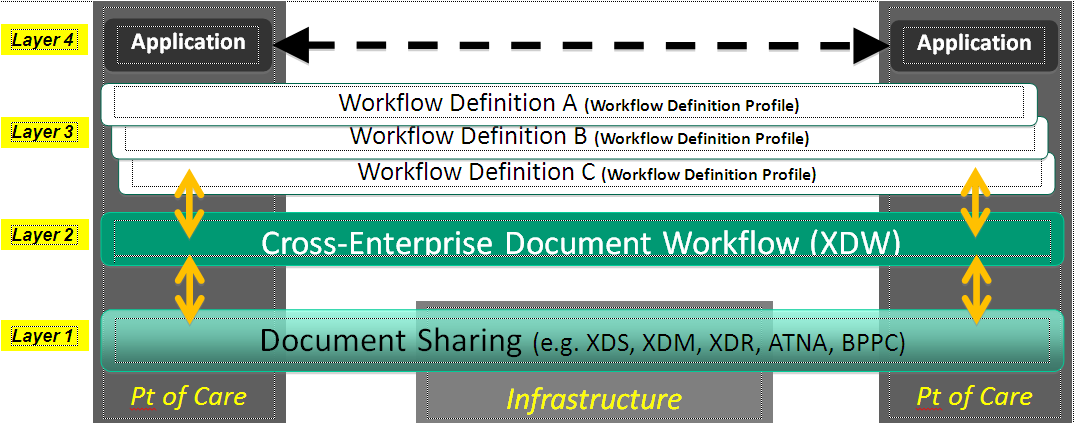 Layer 4
Application
Application
Workflow Definition A (Workflow Definition Profile)
Layer 3
Workflow Definition B (Workflow Definition Profile)
Workflow Definition C (Workflow Definition Profile)
Layer 2
Cross-Enterprise Document Workflow (XDW)
Layer 1
Document Sharing (e.g. XDS, XDM, XDR, ATNA, BPPC)
Pt of Care
Infrastructure
Pt of Care